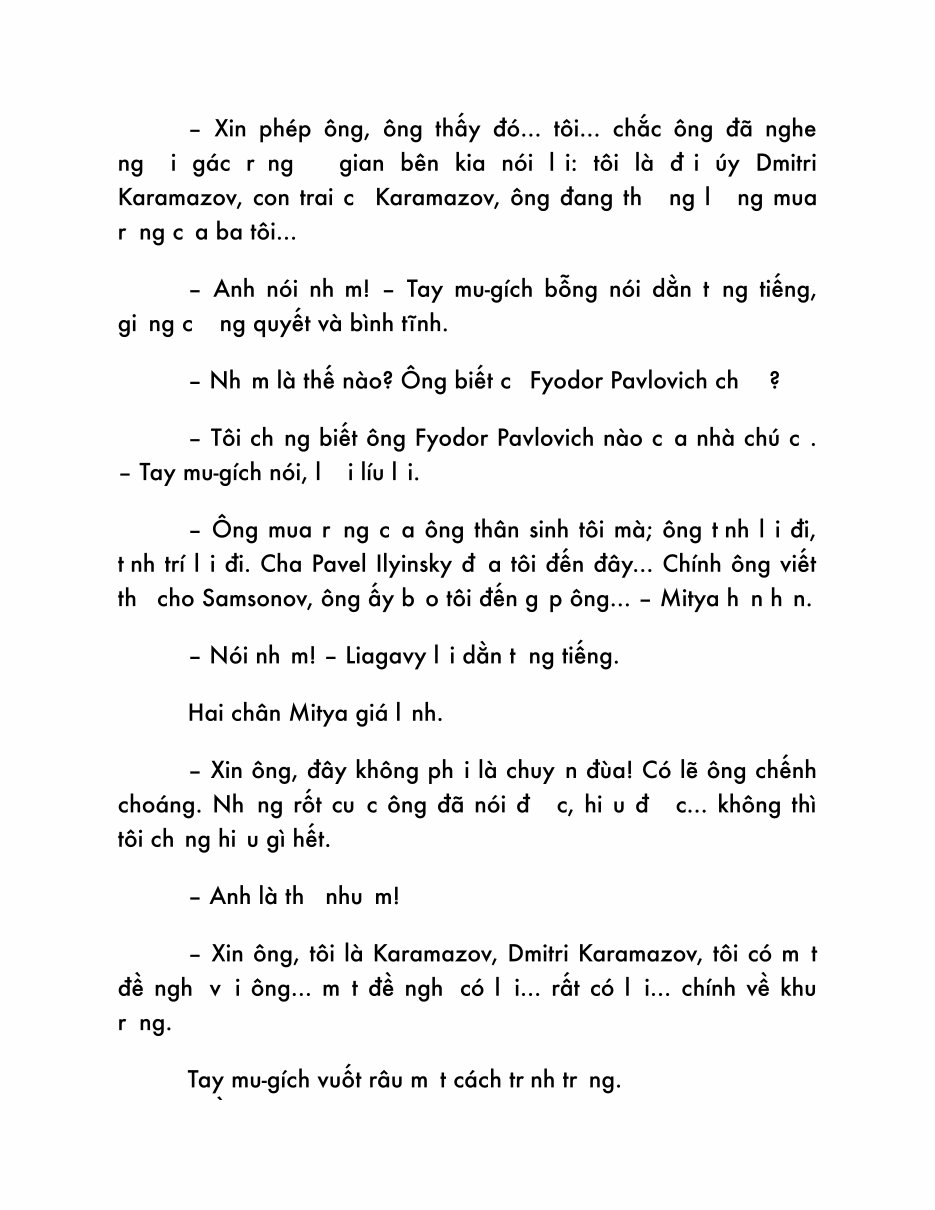 – Xin phép ông, ông thấy đó... tôi... chắc ông đã nghe
ng i gác r ng gian bên kia nói l i: tôi là đ i úy Dmitri
Karamazov, con trai c Karamazov, ông đang th ng l ng mua
r ng c a ba tôi...
– Anh nói nh m! – Tay mu-gích bỗng nói dằn t ng tiếng,
gi ng c ng quyết và bình tĩnh.
– Nh m là thế nào? Ông biết c Fyodor Pavlovich ch ?
– Tôi ch ng biết ông Fyodor Pavlovich nào c a nhà chú c .
– Tay mu-gích nói, l i líu l i.
– Ông mua r ng c a ông thân sinh tôi mà; ông t nh l i đi,
t nh trí l i đi. Cha Pavel Ilyinsky đ a tôi đến đây... Chính ông viết
th cho Samsonov, ông ấy b o tôi đến g p ông... – Mitya h n h n.
– Nói nh m! – Liagavy l i dằn t ng tiếng.
Hai chân Mitya giá l nh.
– Xin ông, đây không ph i là chuy n đùa! Có lẽ ông chếnh
choáng. Nh ng rốt cu c ông đã nói đ c, hi u đ c... không thì
tôi ch ng hi u gì hết.
– Anh là th nhu m!
– Xin ông, tôi là Karamazov, Dmitri Karamazov, tôi có m t
đề ngh v i ông... m t đề ngh có l i... rất có l i... chính về khu
r ng.
Tay mu-gích vuốt râu m t cách tr nh tr ng.